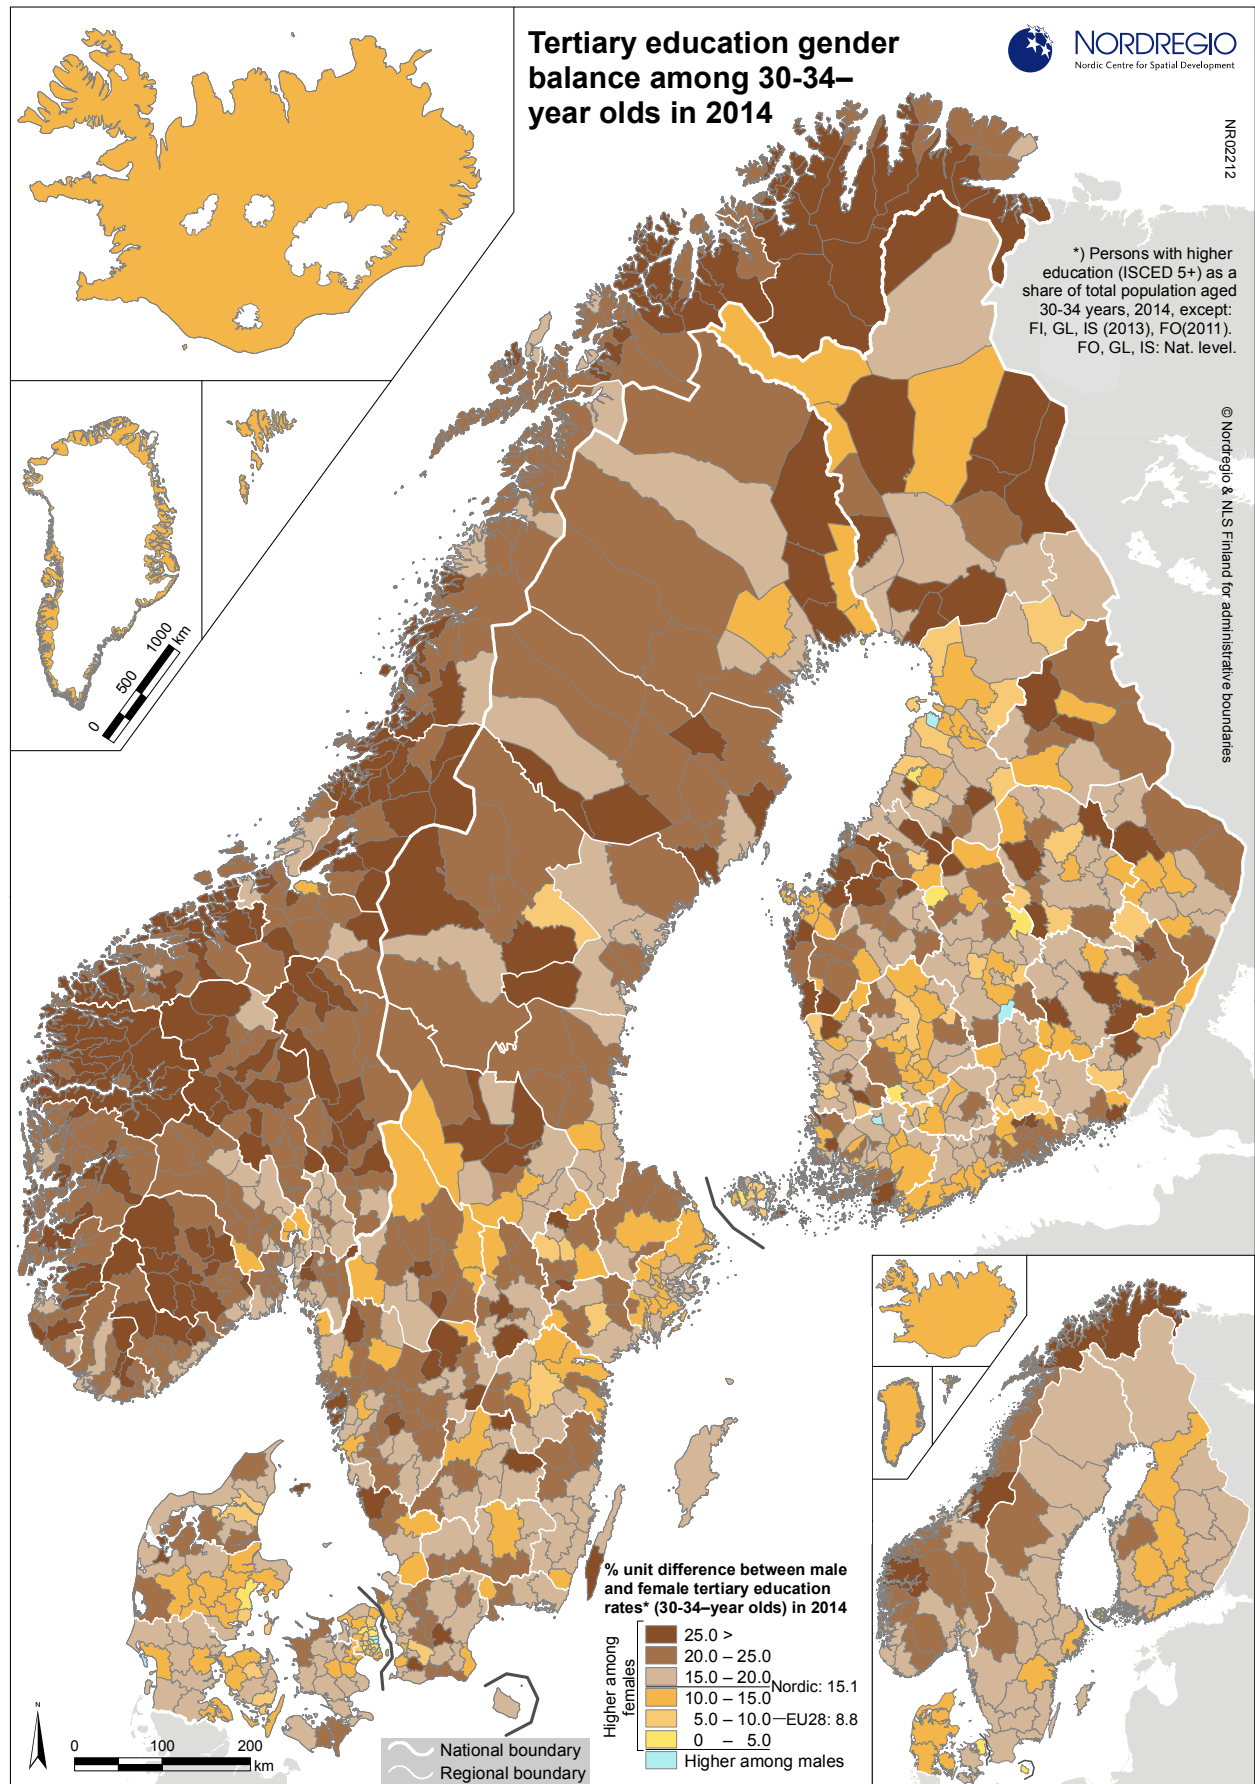 Tertiary education gender
balance among 30-34–
year olds in 2014
NORDREGIO
Nordic Centre for Spatial Development
NR02212
*) Persons with higher
education (ISCED 5+) as a
share of total population aged
30-34 years, 2014, except:
FI, GL, IS (2013), FO(2011).
FO, GL, IS: Nat. level.
© Nordregio & NLS Finland for administrative boundaries
0 500 1000
km
% unit difference between male
and female tertiary education
rates* (30-34–year olds) in 2014
Higher among
females
25.0 >
20.0 – 25.0
15.0 – 20.0
Nordic: 15.1
10.0 – 15.0
5.0 – 10.0
EU28: 8.8
0 – 5.0
Higher among males
N
0 100 200
km
National boundary
Regional boundary